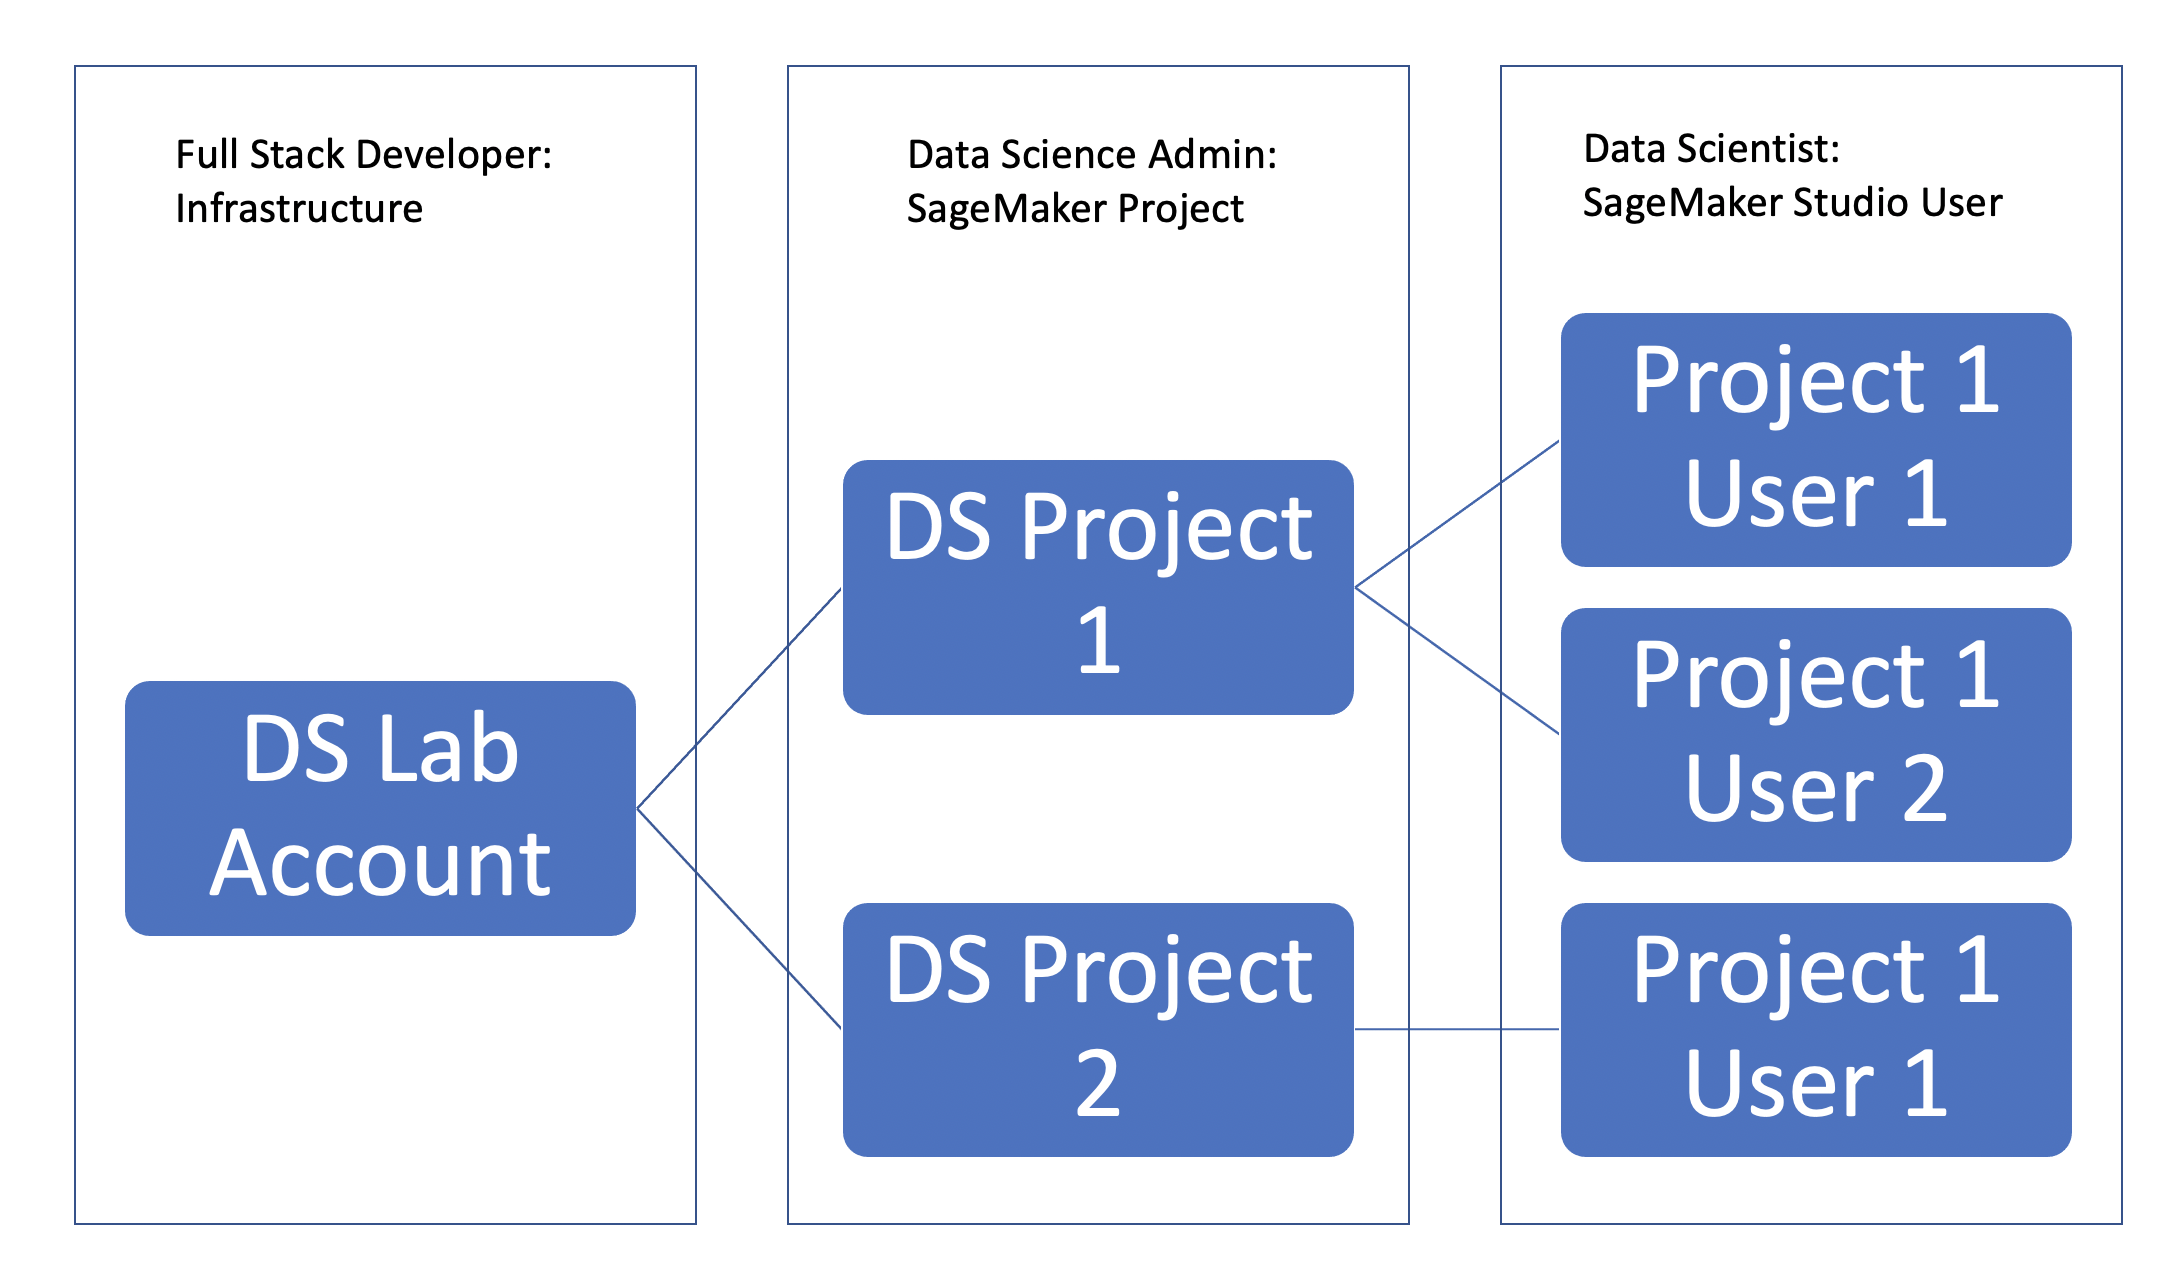 Full Stack Developer:
Infrastructure
DS Lab
Account
Data Science Admin:
SageMaker Project
DS Project
1
DS Project
2
Data Scientist:
SageMaker Studio User
Project 1
User 1
Project 1
User 2
Project 1
User 1